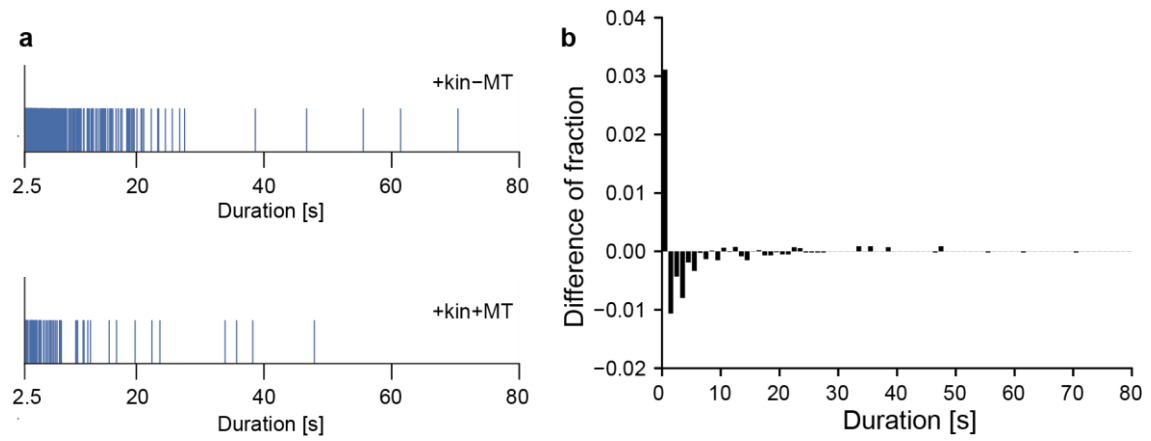 a
+kin−MT
2.5 20 40 60 80
Duration [s]
+kin+MT
2.5 20 40 60 80
Duration [s]
b
0.04
0.03
0.02
0.01
0.00
−0.01
−0.02
Difference of fraction
0 10 20 30 40 50 60 70 80
Duration [s]